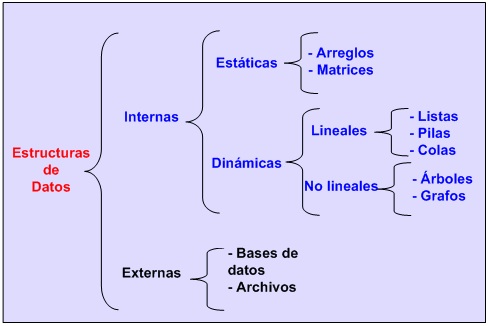 Estructuras
de
Datos
Internas
Estáticas
- Arreglos
- Matrices
Dinámicas
Lineales
- Listas
- Pilas
- Colas
No lineales
- Árboles
- Grafos
Externas
- Bases de
datos
- Archivos